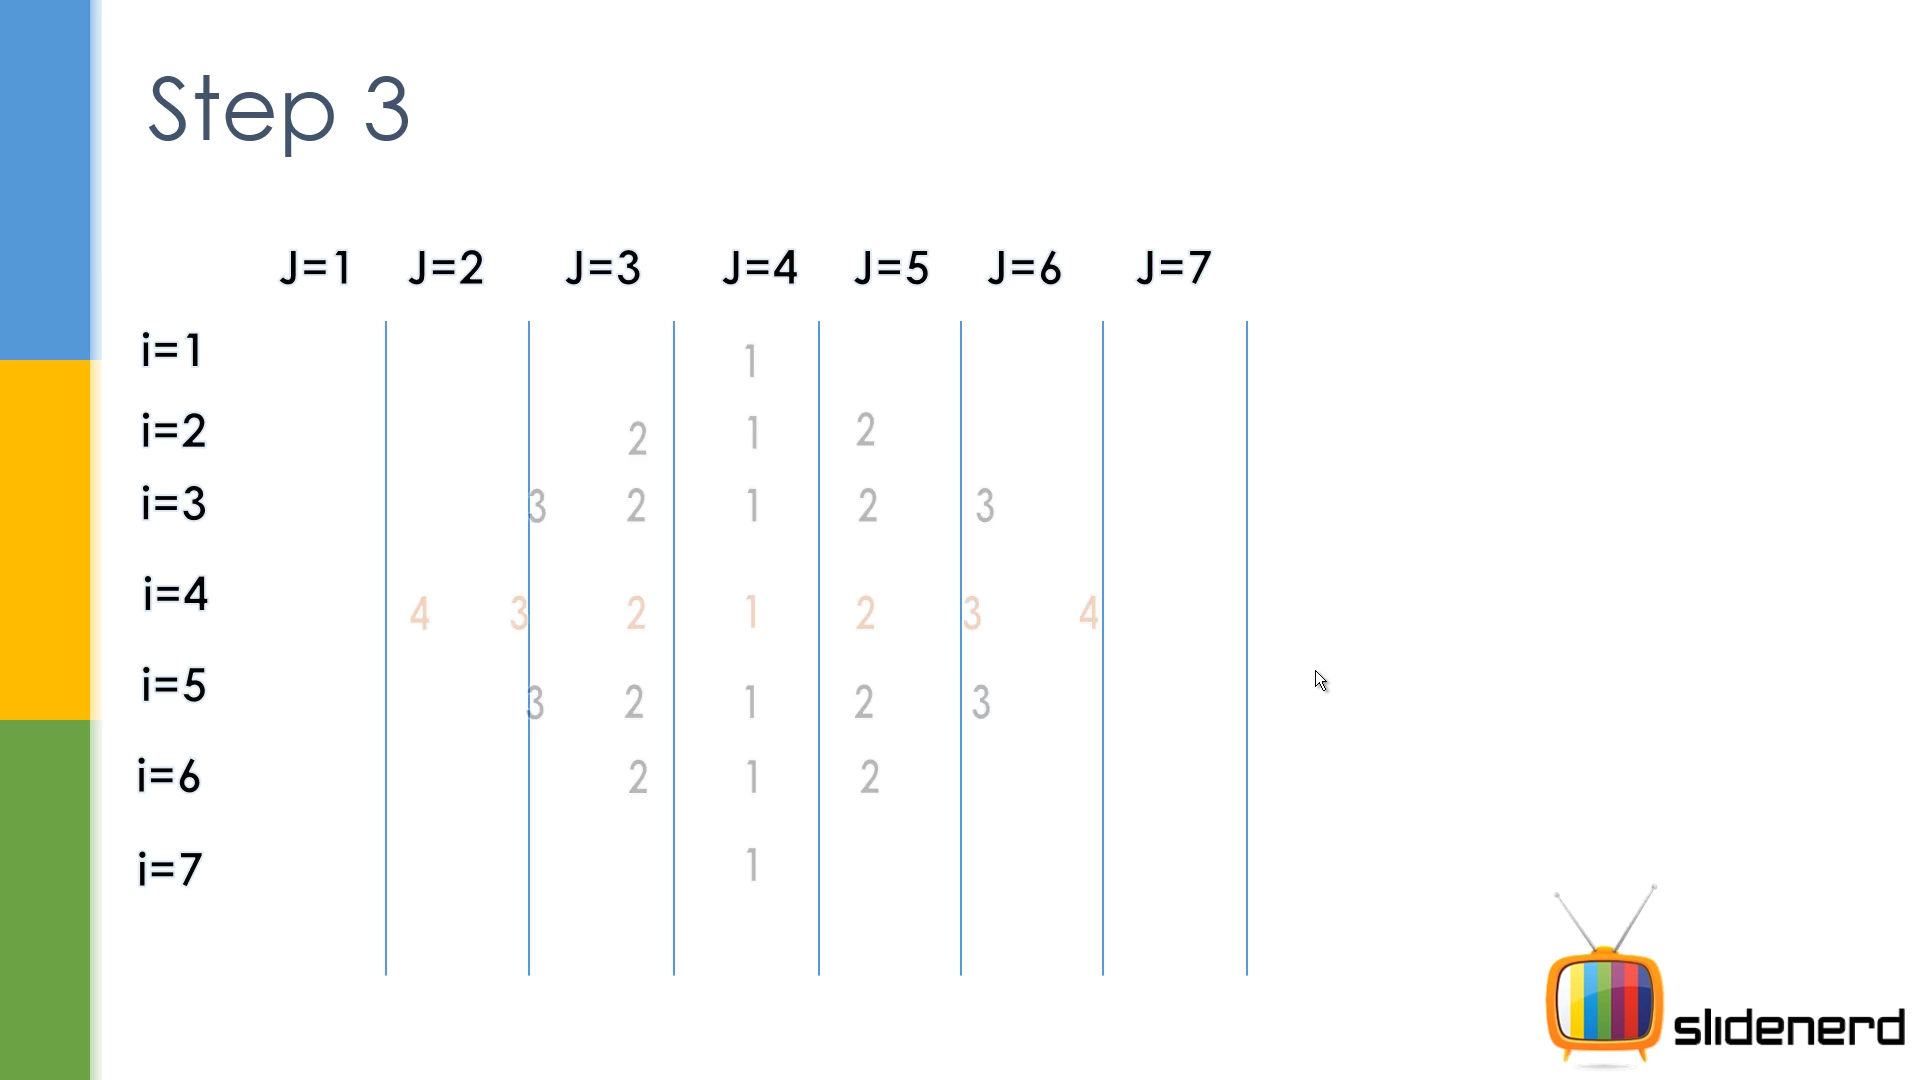 Step 3
J=1 J=2 J=3 J=4 J=5 J=6 J=7
i=1 1
i=2 2 1 2
i=3 3 2 1 2 3
i=4 4 3 2 1 2 3 4
i=5 3 2 1 2 3
i=6 2 1 2
i=7 1
slidenerd